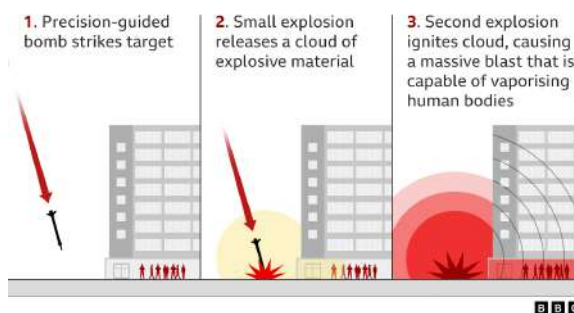 1. Precision-guided
bomb strikes target
2. Small explosion
releases a cloud of
explosive material
3. Second explosion
ignites cloud, causing
a massive blast that is
capable of vaporising
human bodies
BBC